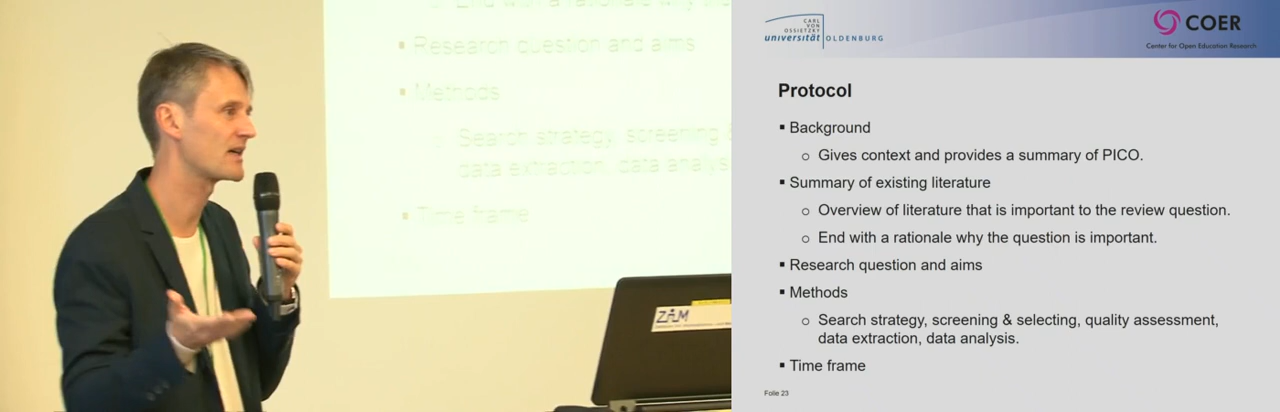 Research question and aims
Methods
Search strategy, screening
data extraction, data analysis
Time frame
ZIM
CARL
VON
OSSIETZKY
universität OLDENBURG
COER
Center for Open Education Research
Protocol
▪ Background
o Gives context and provides a summary of PICO.
▪ Summary of existing literature
o Overview of literature that is important to the review question.
o End with a rationale why the question is important.
▪ Research question and aims
▪ Methods
o Search strategy, screening & selecting, quality assessment,
data extraction, data analysis.
▪ Time frame
Folie 23